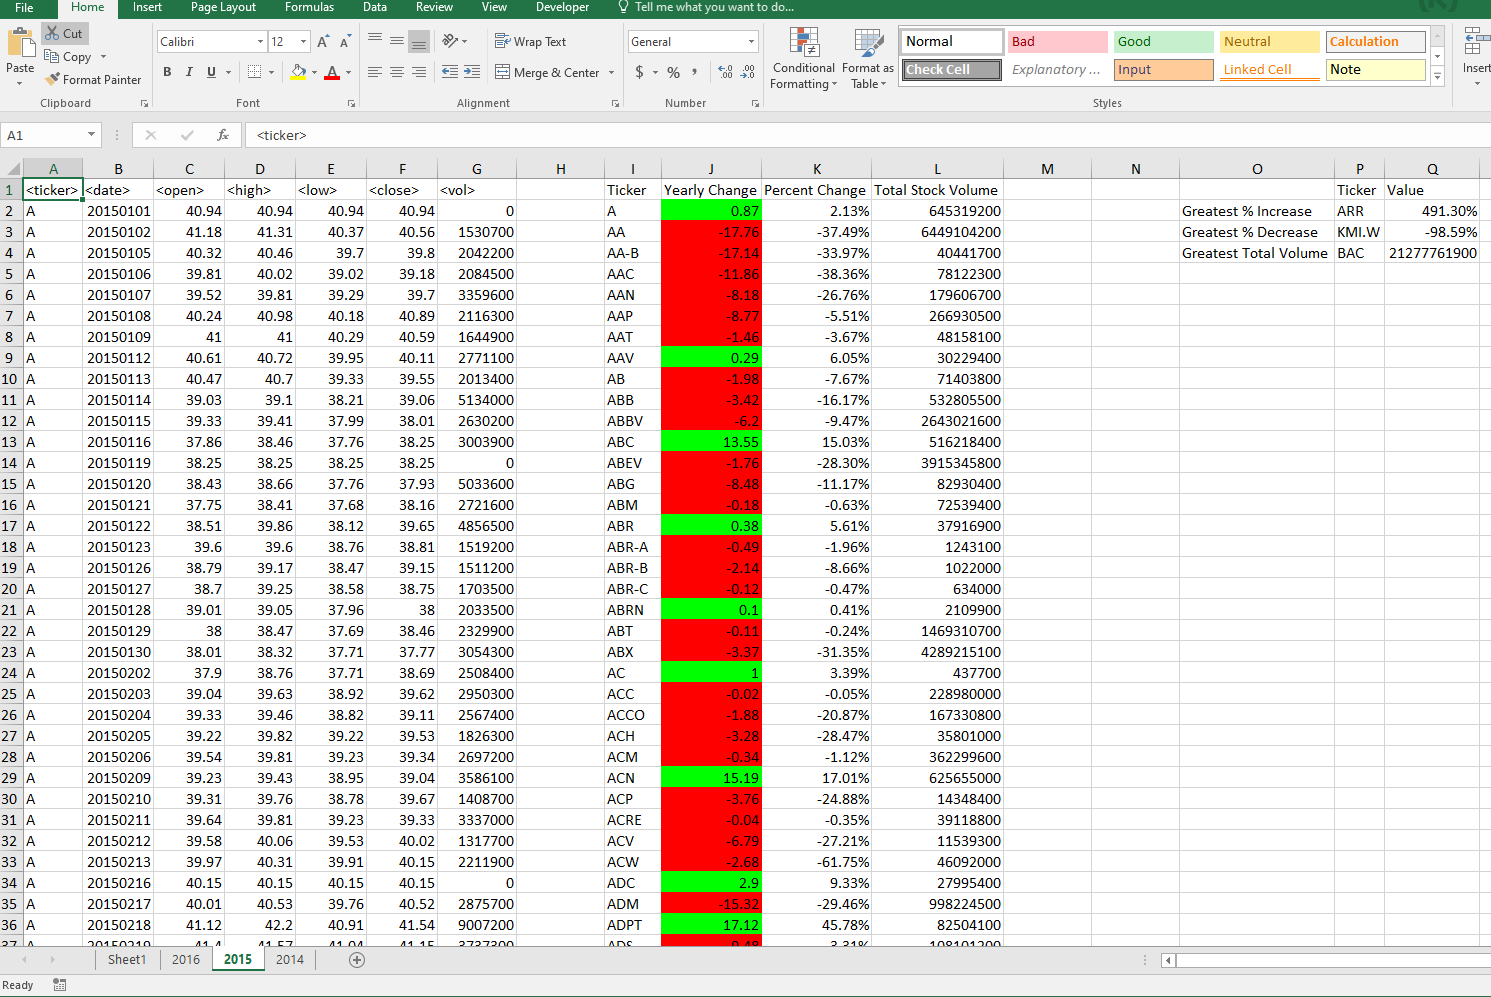 File Home Insert Page Layout Formulas Data Review View Developer Tell me what you want to do...
Cut Calibri 12 A A Wrap Text General Normal Bad Good Neutral Calculation
Paste Copy Format Painter B I U A Merge & Center $ % , .00 .0 Conditional Formatting Format as Table Check Cell Explanatory ... Input Linked Cell Note Insert
Clipboard Font Alignment Number Styles
A1 fx <ticker>
A B C D E F G H I J K L M N O P Q
1 <ticker> <date> <open> <high> <low> <close> <vol> Ticker Yearly Change Percent Change Total Stock Volume Ticker Value
2 A 20150101 40.94 40.94 40.94 40.94 0 A 0.87 2.13% 645319200 Greatest % Increase ARR 491.30%
3 A 20150102 41.18 41.31 40.37 40.56 1530700 AA -17.76 -37.49% 6449104200 Greatest % Decrease KMI.W -98.59%
4 A 20150105 40.32 40.46 39.7 39.8 2042200 AA-B -17.14 -33.97% 40441700 Greatest Total Volume BAC 21277761900
5 A 20150106 39.81 40.02 39.02 39.18 2084500 AAC -11.86 -38.36% 78122300
6 A 20150107 39.52 39.81 39.29 39.7 3359600 AAN -8.18 -26.76% 179606700
7 A 20150108 40.24 40.98 40.18 40.89 2116300 AAP -8.77 -5.51% 266930500
8 A 20150109 41 41 40.29 40.59 1644900 AAT -1.46 -3.67% 48158100
9 A 20150112 40.61 40.72 39.95 40.11 2771100 AAV 0.29 6.05% 30229400
10 A 20150113 40.47 40.7 39.33 39.55 2013400 AB -1.98 -7.67% 71403800
11 A 20150114 39.03 39.1 38.21 39.06 5134000 ABB -3.42 -16.17% 532805500
12 A 20150115 39.33 39.41 37.99 38.01 2630200 ABBV -6.2 -9.47% 2643021600
13 A 20150116 37.86 38.46 37.76 38.25 3003900 ABC 13.55 15.03% 516218400
14 A 20150119 38.25 38.25 38.25 38.25 0 ABEV -1.76 -28.30% 3915345800
15 A 20150120 38.43 38.66 37.76 37.93 5033600 ABG -8.48 -11.17% 82930400
16 A 20150121 37.75 38.41 37.68 38.16 2721600 ABM -0.18 -0.63% 72539400
17 A 20150122 38.51 39.86 38.12 39.65 4856500 ABR 0.38 5.61% 37916900
18 A 20150123 39.6 39.6 38.76 38.81 1519200 ABR-A -0.49 -1.96% 1243100
19 A 20150126 38.79 39.17 38.47 39.15 1511200 ABR-B -2.14 -8.66% 1022000
20 A 20150127 38.7 39.25 38.58 38.75 1703500 ABR-C -0.12 -0.47% 634000
21 A 20150128 39.01 39.05 37.96 38 2033500 ABRN 0.1 0.41% 2109900
22 A 20150129 38 38.47 37.69 38.46 2329900 ABT -0.11 -0.24% 1469310700
23 A 20150130 38.01 38.32 37.71 37.77 3054300 ABX -3.37 -31.35% 4289215100
24 A 20150202 37.9 38.76 37.71 38.69 2508400 AC 1 3.39% 437700
25 A 20150203 39.04 39.63 38.92 39.62 2950300 ACC -0.02 -0.05% 228980000
26 A 20150204 39.33 39.46 38.82 39.11 2567400 ACCO -1.88 -20.87% 167330800
27 A 20150205 39.22 39.82 39.22 39.53 1826300 ACH -3.28 -28.47% 35801000
28 A 20150206 39.54 39.81 39.23 39.34 2697200 ACM -0.34 -1.12% 362299600
29 A 20150209 39.23 39.43 38.95 39.04 3586100 ACN 15.19 17.01% 625655000
30 A 20150210 39.31 39.76 38.78 39.67 1408700 ACP -3.76 -24.88% 14348400
31 A 20150211 39.64 39.81 39.23 39.33 3337000 ACRE -0.04 -0.35% 39118800
32 A 20150212 39.58 40.06 39.53 40.02 1317700 ACV -6.79 -27.21% 11539300
33 A 20150213 39.97 40.31 39.91 40.15 2211900 ACW -2.68 -61.75% 46092000
34 A 20150216 40.15 40.15 40.15 40.15 0 ADC 2.9 9.33% 27995400
35 A 20150217 40.01 40.53 39.76 40.52 2875700 ADM -15.32 -29.46% 998224500
36 A 20150218 41.12 42.2 40.91 41.54 9007200 ADPT 17.12 45.78% 82504100
37 A 20150219 41.4 41.57 41.04 41.15 ADS
Sheet1 2016 2015 2014
Ready